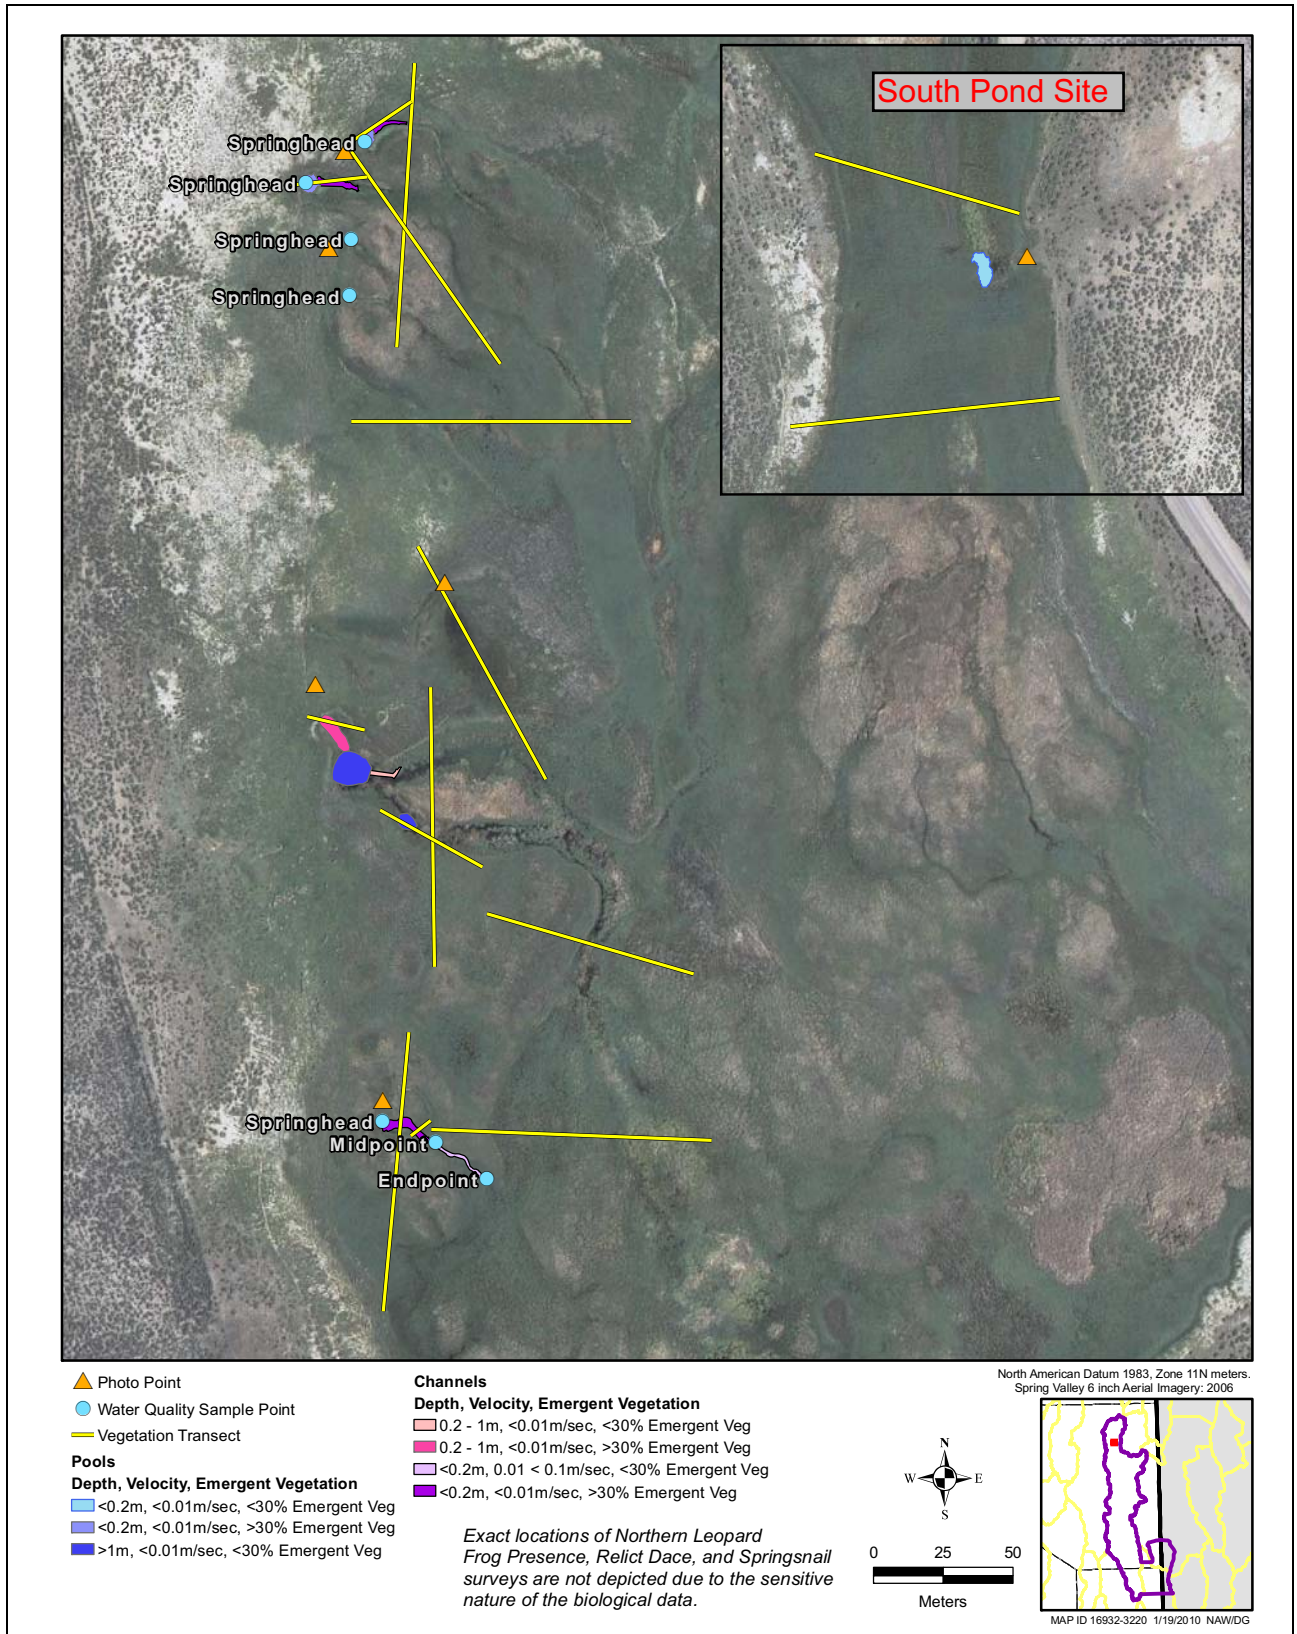 South Pond Site
Springhead
Springhead
Springhead
Springhead
Springhead
Midpoint
Endpoint
Photo Point
Water Quality Sample Point
Vegetation Transect
Pools
Depth, Velocity, Emergent Vegetation
<0.2m, <0.01m/sec, <30% Emergent Veg
<0.2m, <0.01m/sec, >30% Emergent Veg
>1m, <0.01m/sec, <30% Emergent Veg
Channels
Depth, Velocity, Emergent Vegetation
0.2 - 1m, <0.01m/sec, <30% Emergent Veg
0.2 - 1m, <0.01m/sec, >30% Emergent Veg
<0.2m, 0.01 < 0.1m/sec, <30% Emergent Veg
<0.2m, <0.01m/sec, >30% Emergent Veg
Exact locations of Northern Leopard
Frog Presence, Relict Dace, and Springsnail
surveys are not depicted due to the sensitive
nature of the biological data.
N
W E
S
0 25 50
Meters
North American Datum 1983, Zone 11N meters.
Spring Valley 6 inch Aerial Imagery: 2006
MAP ID 16932-3220 1/19/2010 NAW/DG